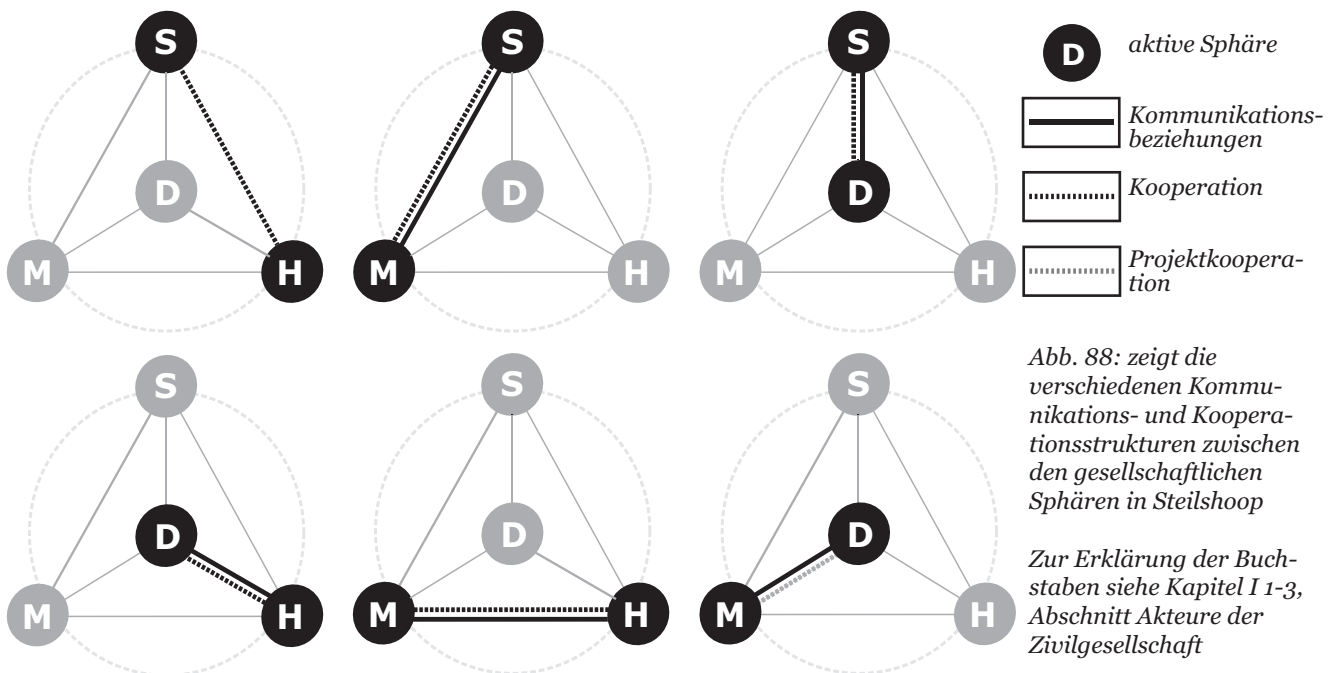 S
D
M
H
S
D
M
H
S
D
M
H
D
aktive Sphäre
Kommunikations-
beziehungen
Kooperation
Projektkoopera-
tion
S
D
M
H
S
D
M
H
S
D
M
H
Abb. 88: zeigt die
verschiedenen Kommu-
nikations- und Koopera-
tionsstrukturen zwischen
den gesellschaftlichen
Sphären in Steilshoop
Zur Erklärung der Buch-
staben siehe Kapitel I 1-3,
Abschnitt Akteure der
Zivilgesellschaft